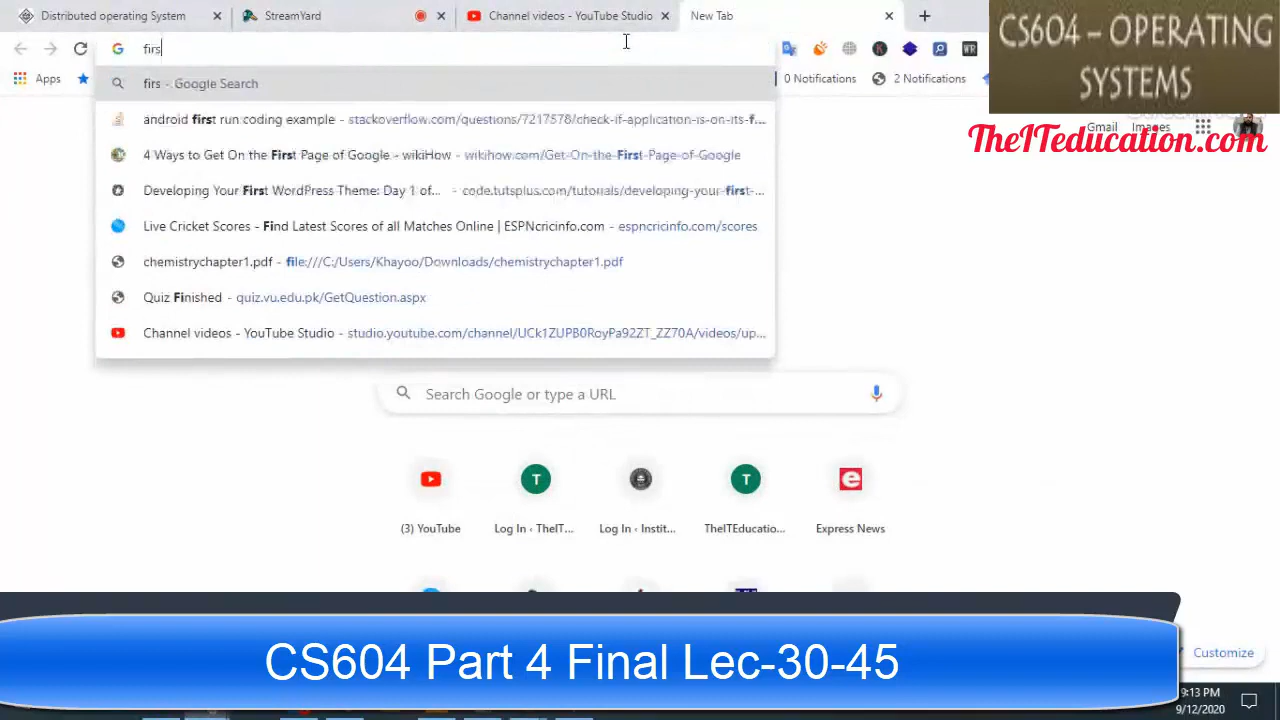 Distributed operating System
StreamYard
Channel videos - YouTube Studio
New Tab
CS604 – OPERATING
SYSTEMS
firs
Apps
0 Notifications
2 Notifications
firs - Google Search
Gmail
Images
TheITeducation.com
android first run coding example - stackoverflow.com/questions/7217578/check-if-application-is-on-its-f...
4 Ways to Get On the First Page of Google - wikiHow - wikihow.com/Get-On-the-First-Page-of-Google
Developing Your First WordPress Theme: Day 1 of... - code.tutsplus.com/tutorials/developing-your-first-...
Live Cricket Scores - Find Latest Scores of all Matches Online | ESPNcricinfo.com - espncricinfo.com/scores
chemistrychapter1.pdf - file:///C:/Users/Khayoo/Downloads/chemistrychapter1.pdf
Quiz Finished - quiz.vu.edu.pk/GetQuestion.aspx
Channel videos - YouTube Studio - studio.youtube.com/channel/UCk1ZUPB0RoyPa92ZT_ZZ70A/videos/up...
Search Google or type a URL
(3) YouTube
Log In ‹ TheIT...
Log In ‹ Instit...
TheITEducatio...
Express News
CS604 Part 4 Final Lec-30-45
Customize
9:13 PM
9/12/2020